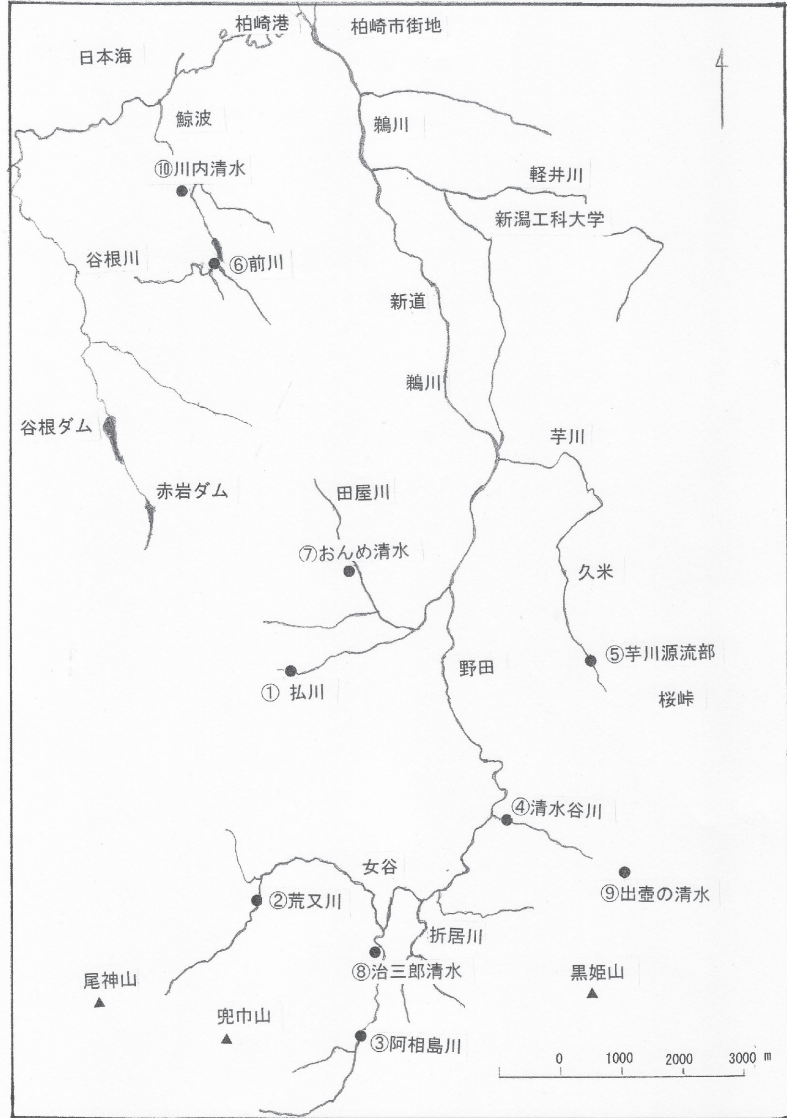 柏崎港
柏崎市街地
日本海
4
鯨波
鵜川
⑩川内清水
軽井川
新潟工科大学
谷根川
⑥前川
新道
鵜川
谷根ダム
芋川
赤岩ダム
田屋川
⑦おんめ清水
久米
⑤芋川源流部
野田
① 払川
桜峠
④清水谷川
女谷
②荒又川
⑨出壷の清水
折居川
⑧治三郎清水
尾神山
黒姫山
兜巾山
③阿相島川
0 1000 2000 3000 m